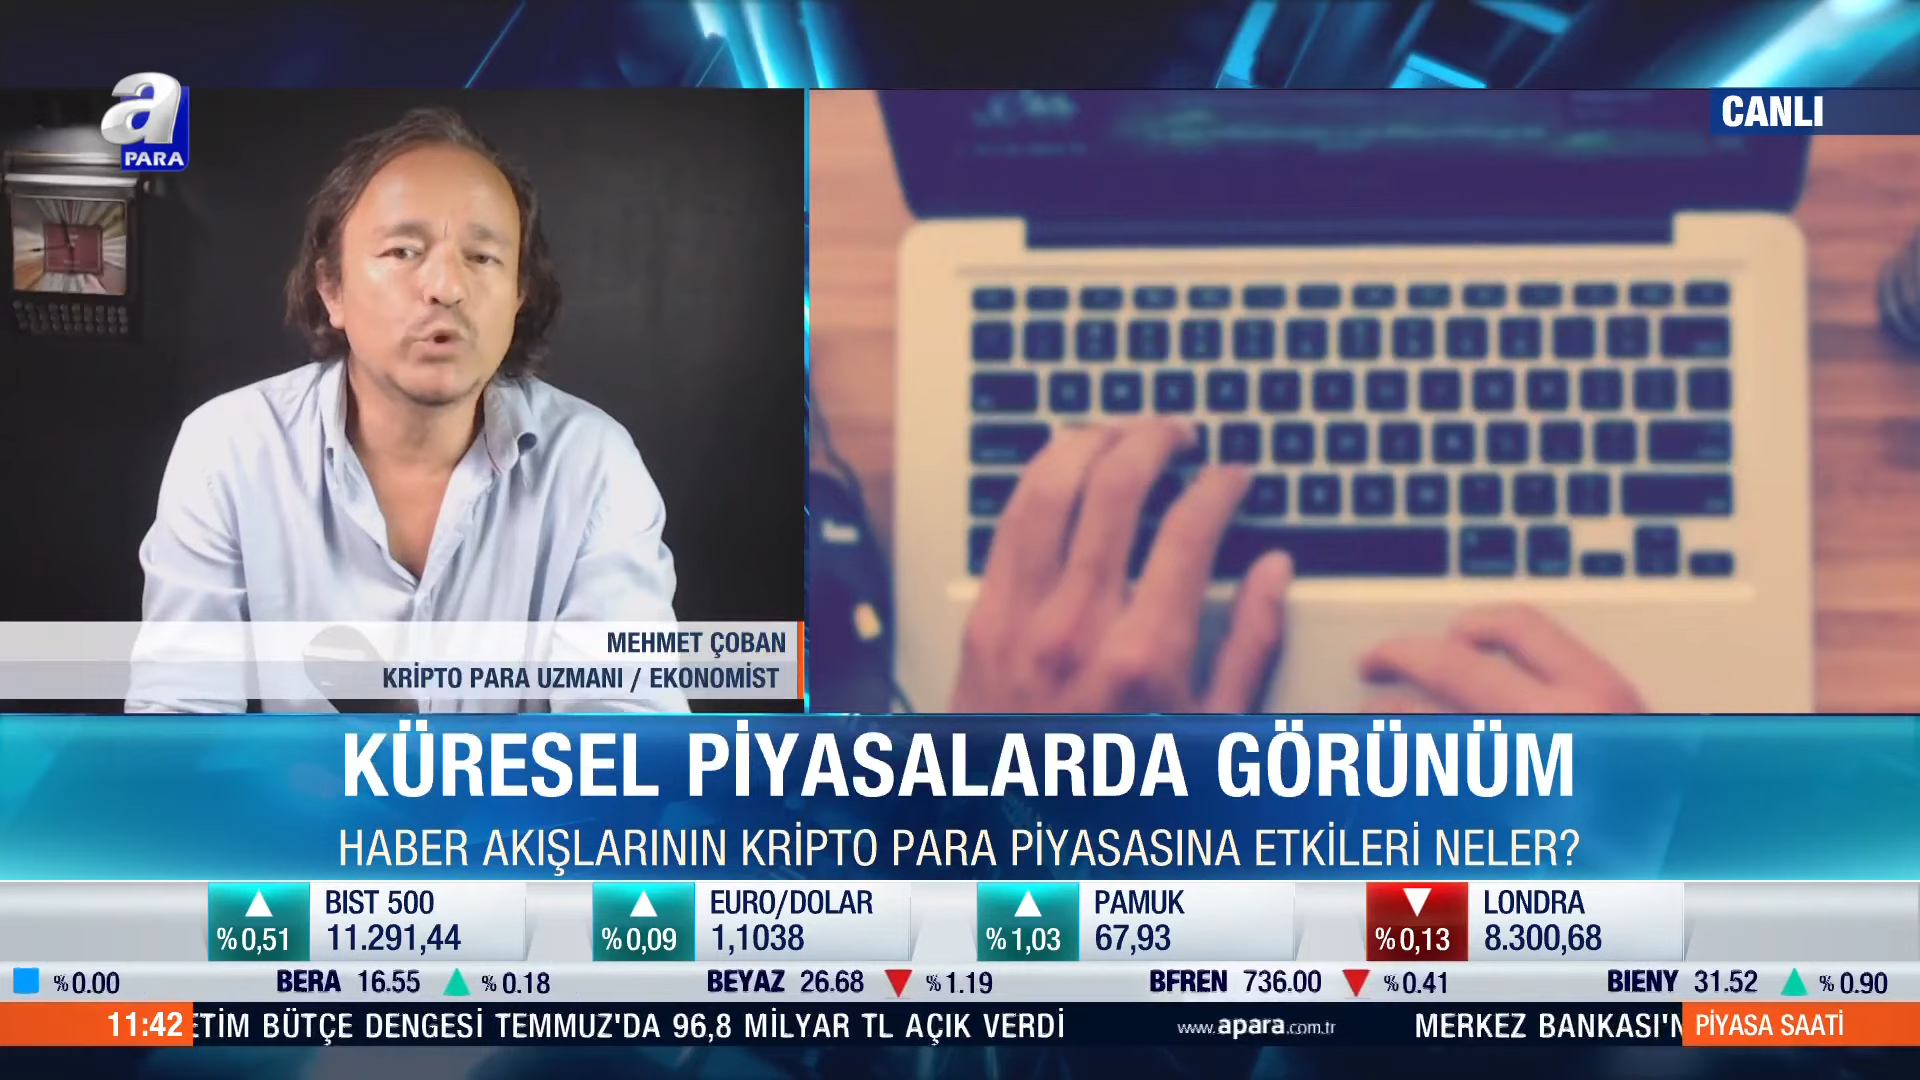 a
PARA
CANLI
MEHMET ÇOBAN
KRİPTO PARA UZMANI / EKONOMİST
KÜRESEL PİYASALARDA GÖRÜNÜM
HABER AKIŞLARININ KRİPTO PARA PİYASASINA ETKİLERİ NELER?
%0,51 BIST 500 11.291,44
%0,09 EURO/DOLAR 1,1038
%1,03 PAMUK 67,93
%0,13 LONDRA 8.300,68
%0.00 BERA 16.55 %0.18 BEYAZ 26.68 %1.19 BFREN 736.00 %0.41 BIENY 31.52 %0.90
11:42 ETİM BÜTÇE DENGESİ TEMMUZ'DA 96,8 MİLYAR TL AÇIK VERDİ www.apara.com.tr MERKEZ BANKASI'N PİYASA SAATİ